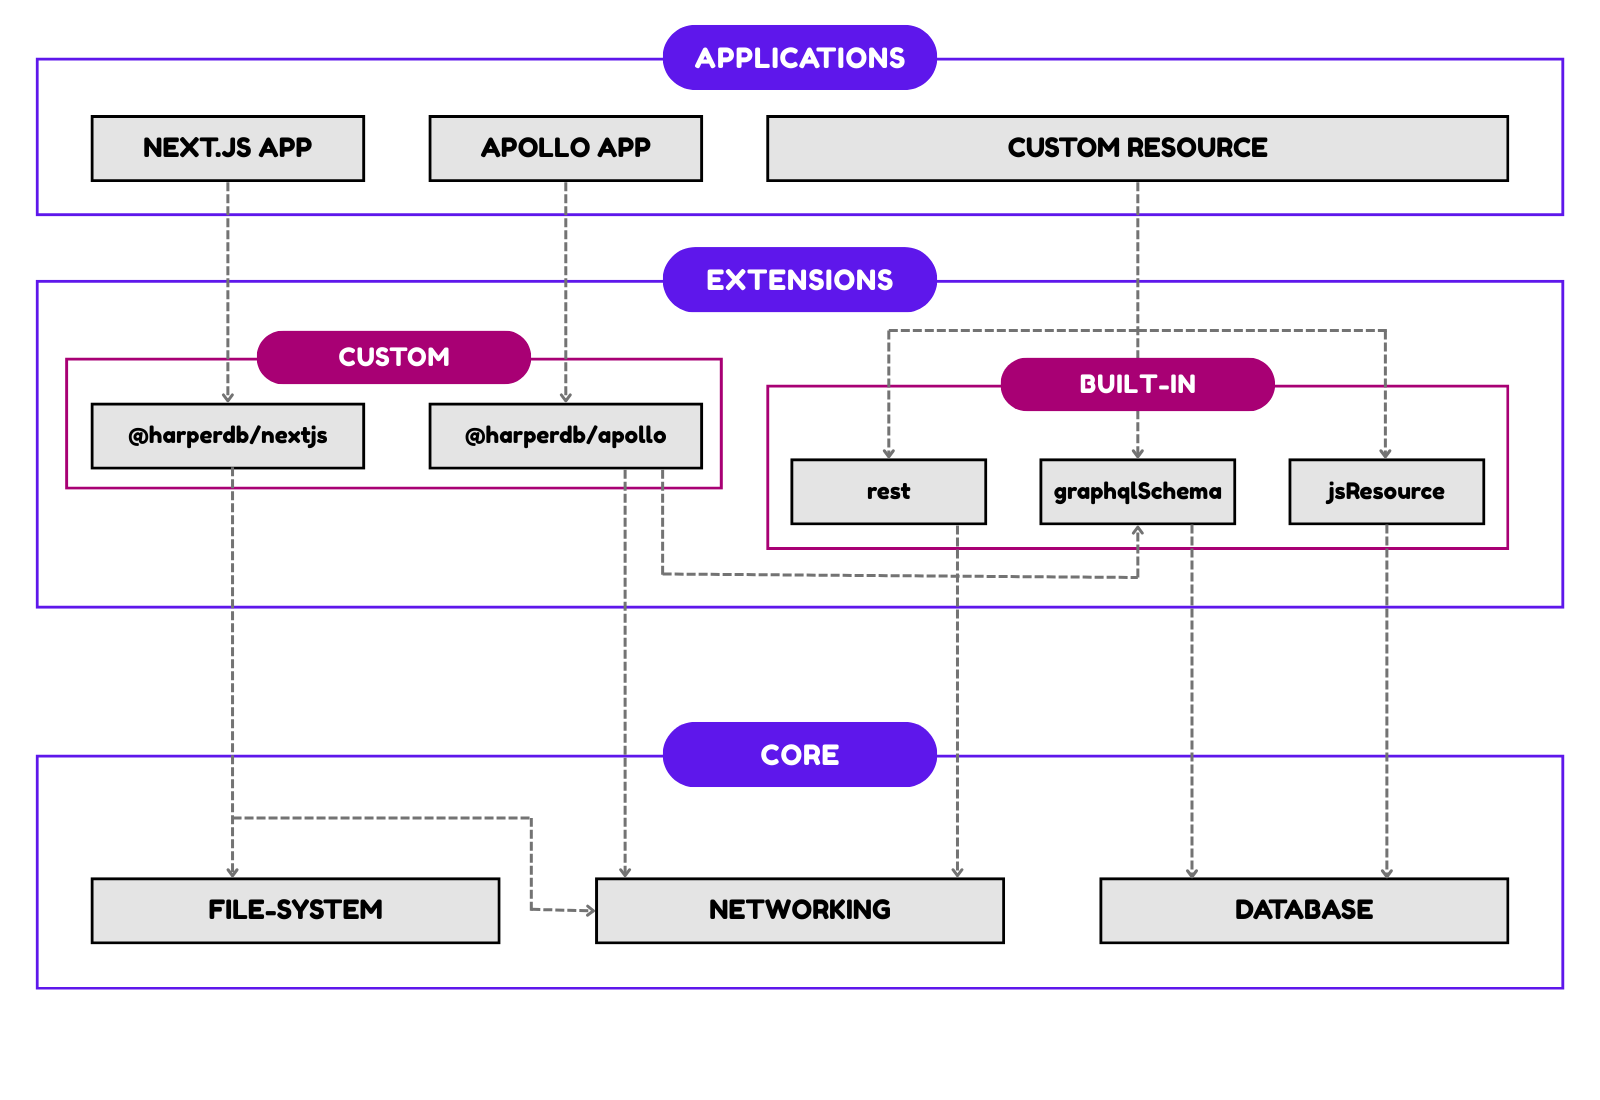 APPLICATIONS
NEXT.JS APP
APOLLO APP
CUSTOM RESOURCE
EXTENSIONS
CUSTOM
@harperdb/nextjs
@harperdb/apollo
BUILT-IN
rest
graphqlSchema
jsResource
CORE
FILE-SYSTEM
NETWORKING
DATABASE